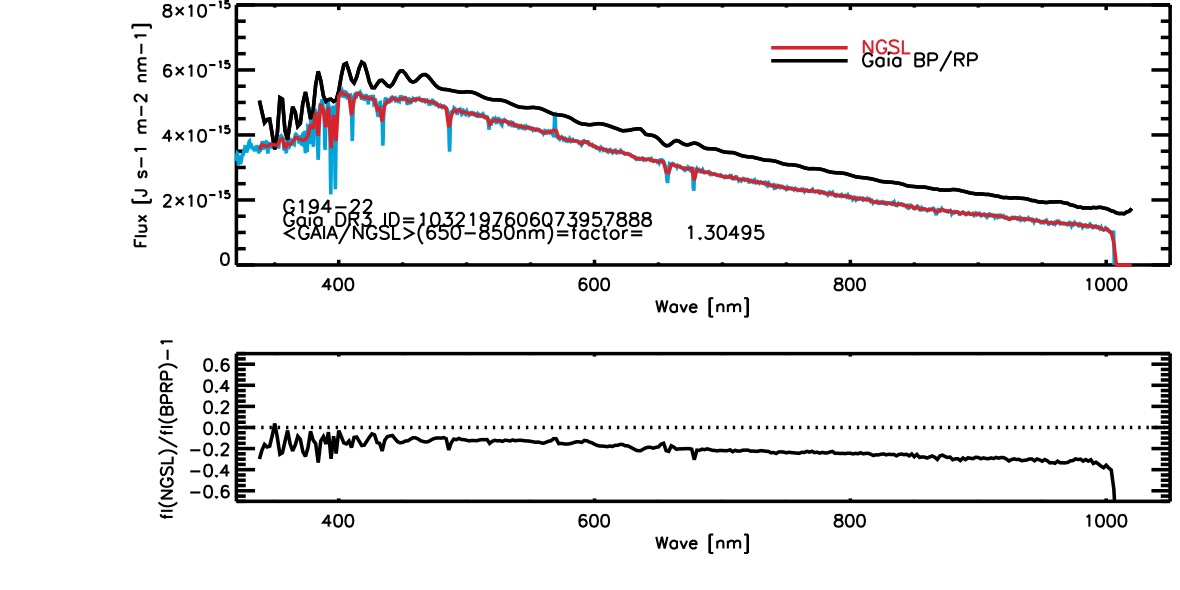 8×10⁻¹⁵
6×10⁻¹⁵
4×10⁻¹⁵
2×10⁻¹⁵
0
Flux [J s−1 m−2 nm−1]
NGSL
Gaia BP/RP
G194−22
Gaia DR3 ID=1032197606073957888
<GAIA/NGSL>(650−850nm)=factor= 1.30495
400 600 800 1000
Wave [nm]
fl(NGSL)/fl(BPRP)−1
0.6
0.4
0.2
0.0
−0.2
−0.4
−0.6
400 600 800 1000
Wave [nm]